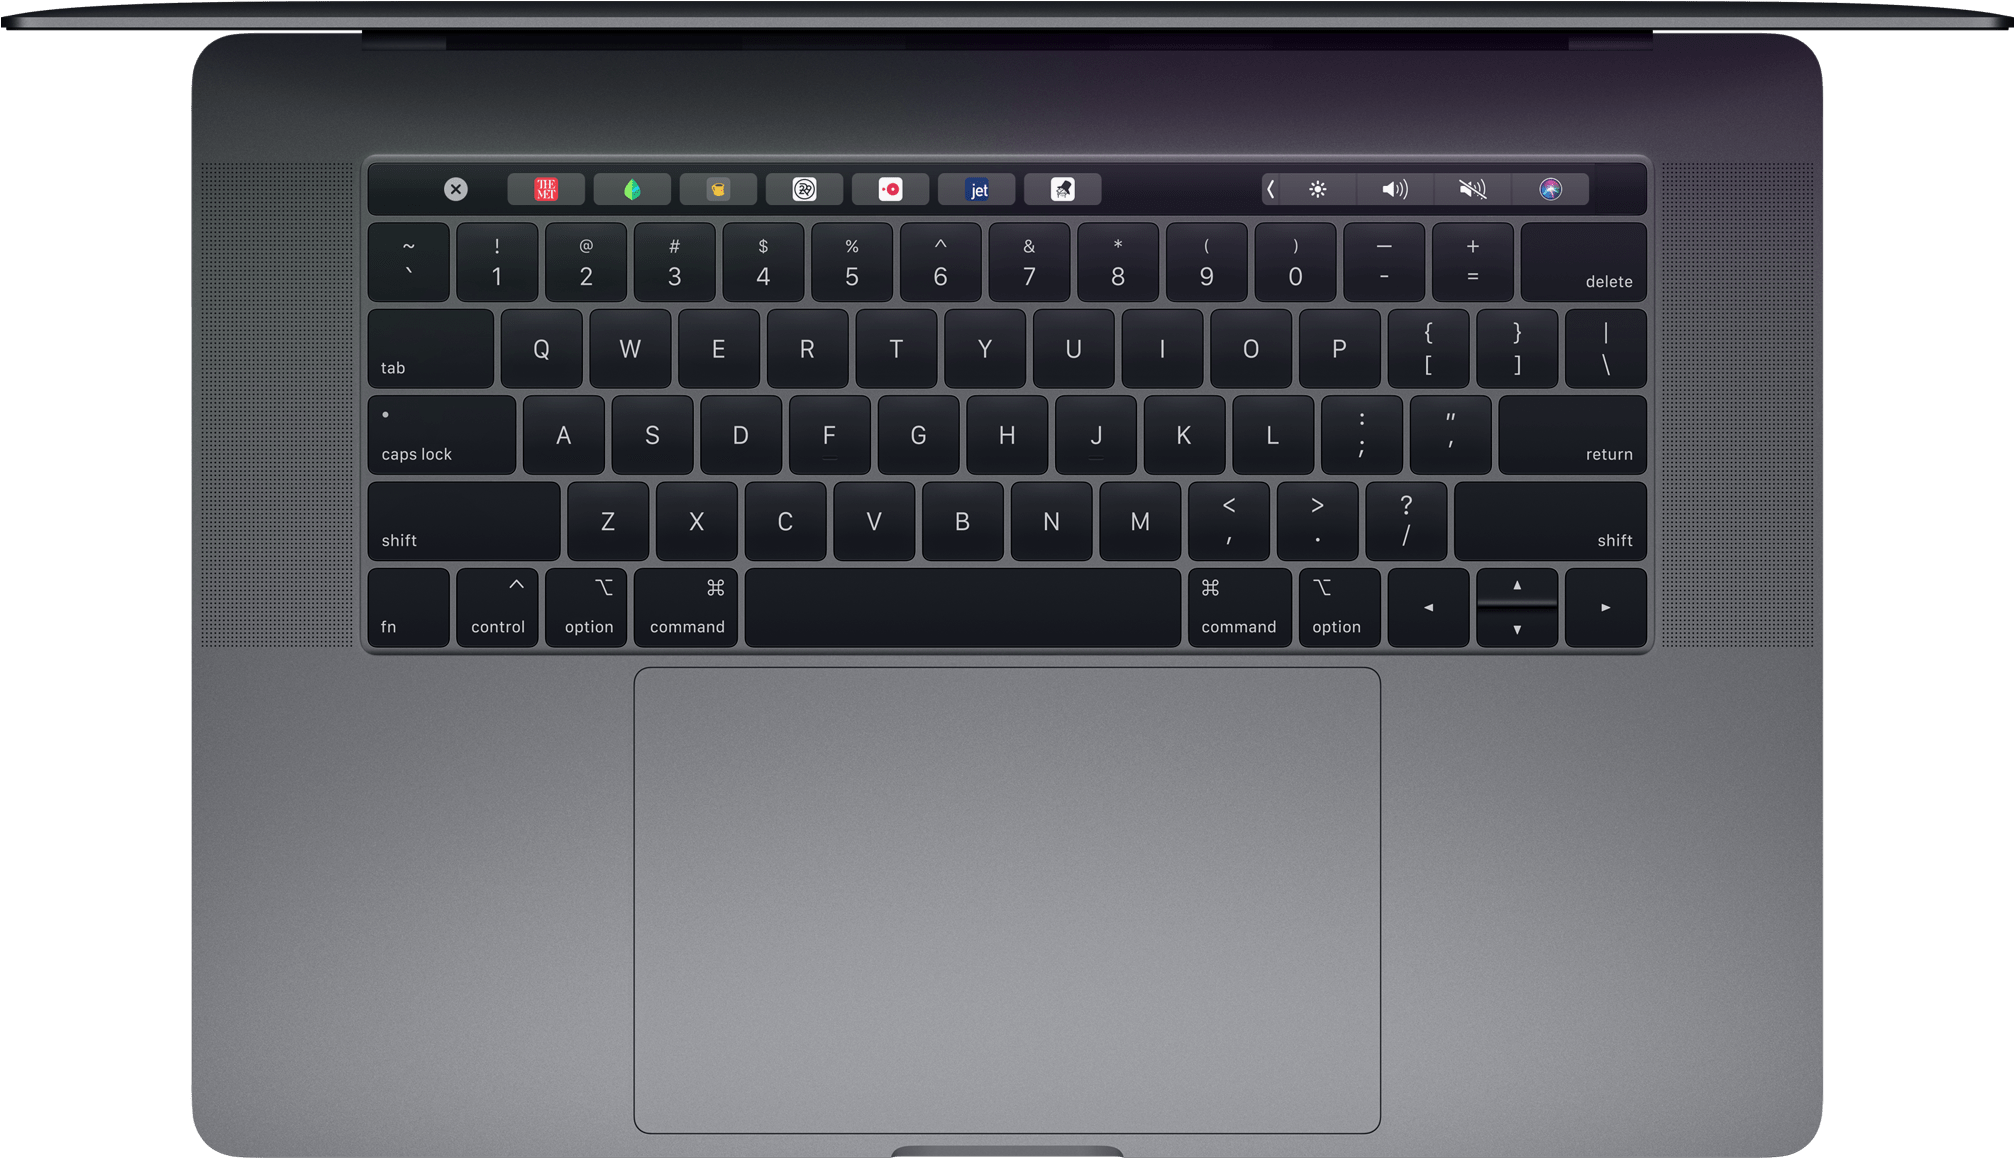 THE MET 29 jet
~ ! @ # $ % ^ & * ( ) — +
` 1 2 3 4 5 6 7 8 9 0 - = delete
tab Q W E R T Y U I O P { [ } ] | \
caps lock A S D F G H J K L : ; " ' return
shift Z X C V B N M < , > . ? / shift
^ ⌥ ⌘ ⌘ ⌥
fn control option command command option